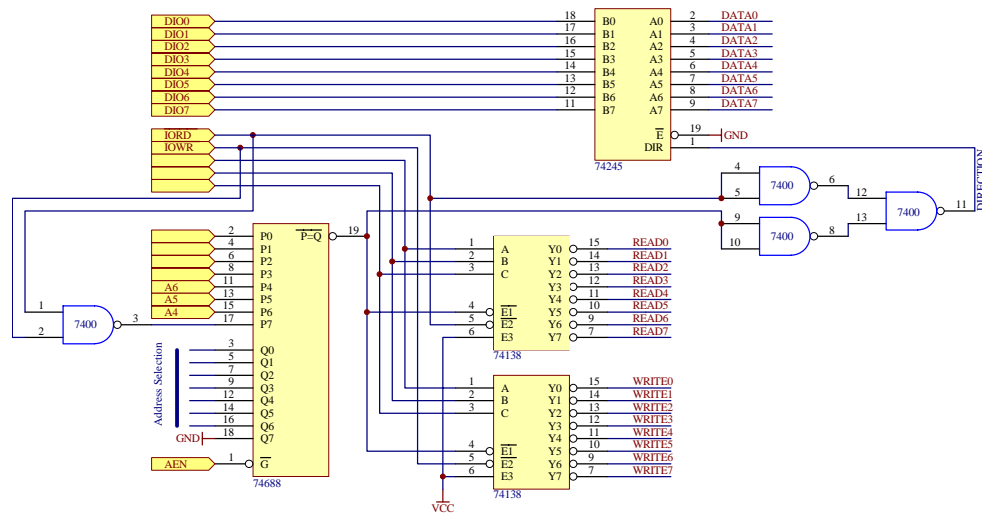 DIO0 18 B0 A0 2 DATA0
DIO1 17 B1 A1 3 DATA1
DIO2 16 B2 A2 4 DATA2
DIO3 15 B3 A3 5 DATA3
DIO4 14 B4 A4 6 DATA4
DIO5 13 B5 A5 7 DATA5
DIO6 12 B6 A6 8 DATA6
DIO7 11 B7 A7 9 DATA7
IORD E 19 GND
IOWR DIR 1
74245
4 5 7400 6
12 13 7400 11 DIRECTION
9 10 7400 8
2 P0 P=Q 19
4 P1
6 P2
8 P3
A6 11 P4
A5 13 P5
A4 15 P6
17 P7
1 2 7400 3
Address Selection
3 Q0
5 Q1
7 Q2
9 Q3
12 Q4
14 Q5
16 Q6
GND 18 Q7
AEN 1 G
74688
1 A Y0 15 READ0
2 B Y1 14 READ1
3 C Y2 13 READ2
Y3 12 READ3
Y4 11 READ4
4 E1 Y5 10 READ5
5 E2 Y6 9 READ6
6 E3 Y7 7 READ7
74138
1 A Y0 15 WRITE0
2 B Y1 14 WRITE1
3 C Y2 13 WRITE2
Y3 12 WRITE3
Y4 11 WRITE4
4 E1 Y5 10 WRITE5
5 E2 Y6 9 WRITE6
6 E3 Y7 7 WRITE7
74138
VCC